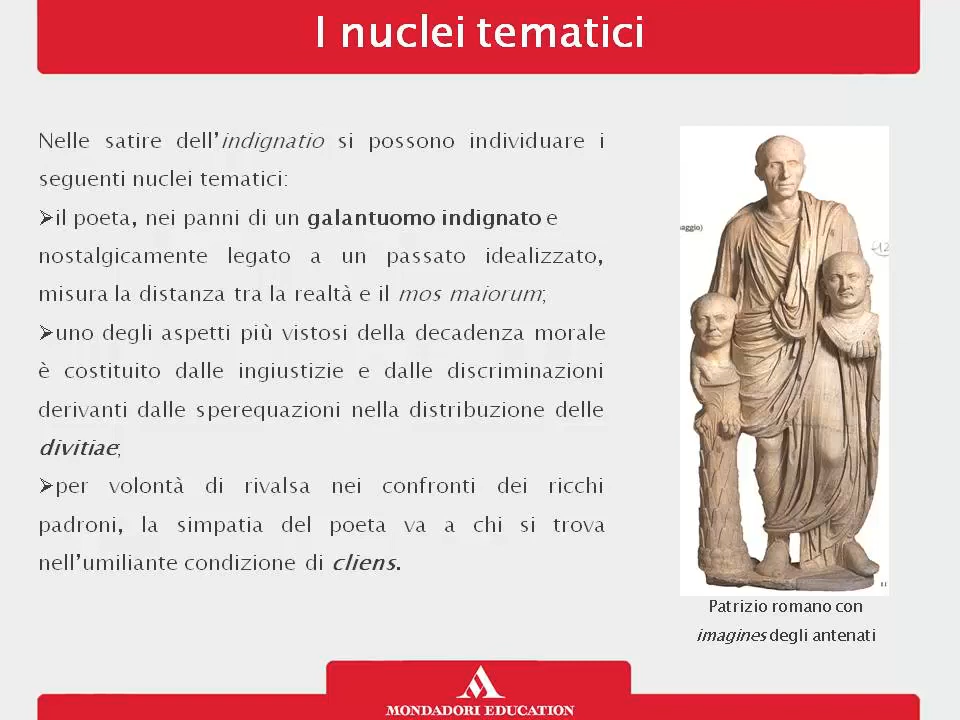 I nuclei tematici
Nelle satire dell’indignatio si possono individuare i
seguenti nuclei tematici:
➢il poeta, nei panni di un galantuomo indignato e
nostalgicamente legato a un passato idealizzato,
misura la distanza tra la realtà e il mos maiorum;
➢uno degli aspetti più vistosi della decadenza morale
è costituito dalle ingiustizie e dalle discriminazioni
derivanti dalle sperequazioni nella distribuzione delle
divitiae;
➢per volontà di rivalsa nei confronti dei ricchi
padroni, la simpatia del poeta va a chi si trova
nell’umiliante condizione di cliens.
Patrizio romano con
imagines degli antenati
MONDADORI EDUCATION